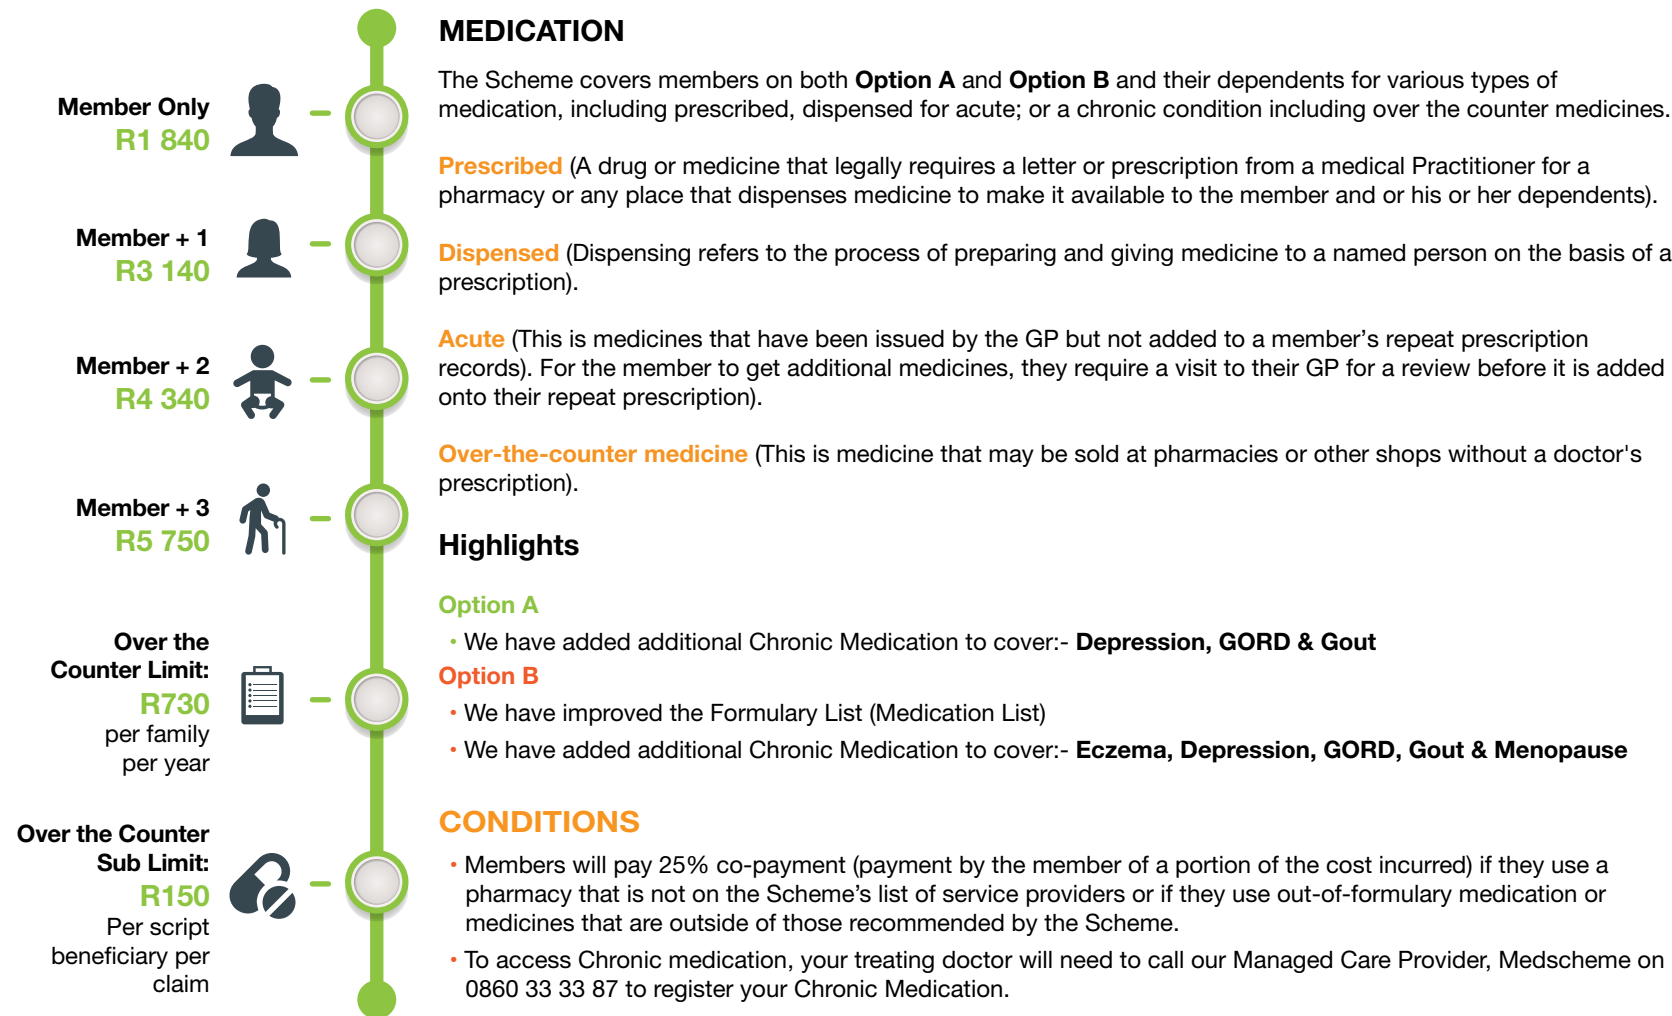 Member Only
R1 840
Member + 1
R3 140
Member + 2
R4 340
Member + 3
R5 750
Over the
Counter Limit:
R730
per family
per year
Over the Counter
Sub Limit:
R150
Per script
beneficiary per
claim
MEDICATION
The Scheme covers members on both Option A and Option B and their dependents for various types of
medication, including prescribed, dispensed for acute; or a chronic condition including over the counter medicines.
Prescribed (A drug or medicine that legally requires a letter or prescription from a medical Practitioner for a
pharmacy or any place that dispenses medicine to make it available to the member and or his or her dependents).
Dispensed (Dispensing refers to the process of preparing and giving medicine to a named person on the basis of a
prescription).
Acute (This is medicines that have been issued by the GP but not added to a member's repeat prescription
records). For the member to get additional medicines, they require a visit to their GP for a review before it is added
onto their repeat prescription).
Over-the-counter medicine (This is medicine that may be sold at pharmacies or other shops without a doctor's
prescription).
Highlights
Option A
• We have added additional Chronic Medication to cover:- Depression, GORD & Gout
Option B
• We have improved the Formulary List (Medication List)
• We have added additional Chronic Medication to cover:- Eczema, Depression, GORD, Gout & Menopause
CONDITIONS
• Members will pay 25% co-payment (payment by the member of a portion of the cost incurred) if they use a
pharmacy that is not on the Scheme's list of service providers or if they use out-of-formulary medication or
medicines that are outside of those recommended by the Scheme.
• To access Chronic medication, your treating doctor will need to call our Managed Care Provider, Medscheme on
0860 33 33 87 to register your Chronic Medication.